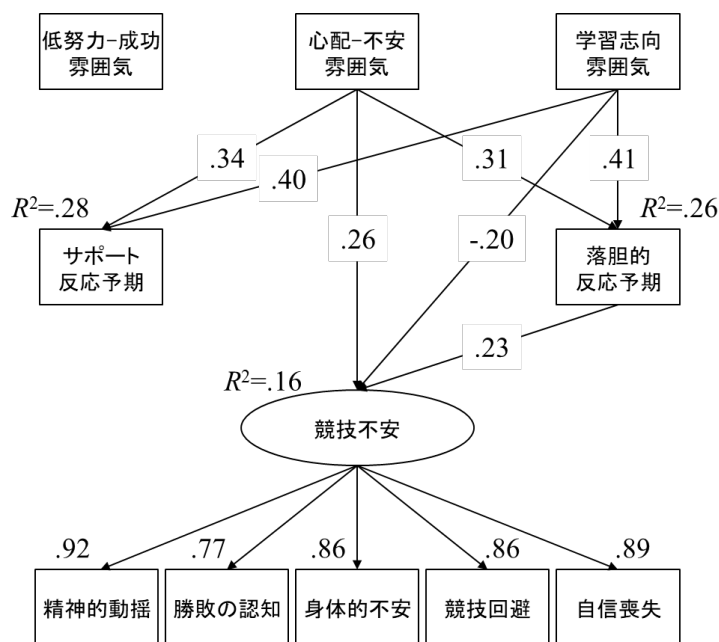 低努力-成功
雰囲気
心配-不安
雰囲気
学習志向
雰囲気
.34
.40
.31
.41
R²=.28
R²=.26
サポート
反応予期
.26
-.20
落胆的
反応予期
.23
R²=.16
競技不安
.92
.77
.86
.86
.89
精神的動揺
勝敗の認知
身体的不安
競技回避
自信喪失